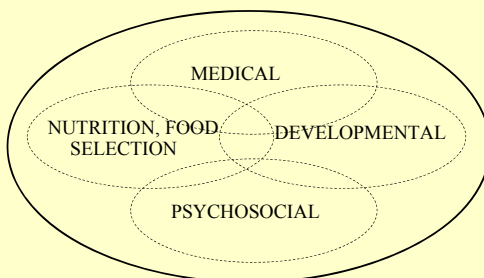 MEDICAL
NUTRITION, FOOD
SELECTION
DEVELOPMENTAL
PSYCHOSOCIAL